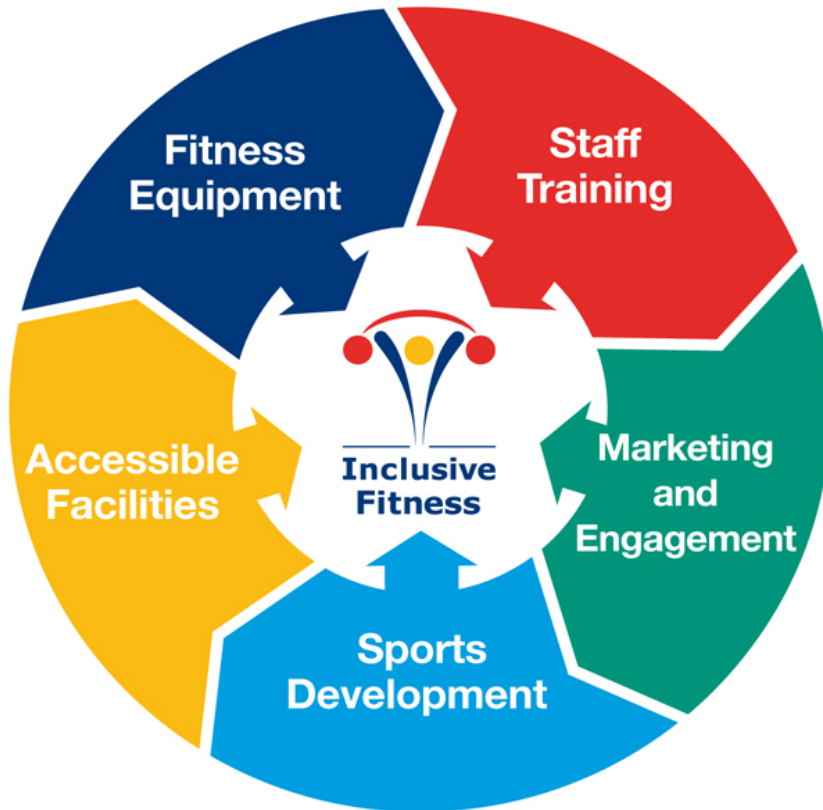 Fitness
Equipment
Staff
Training
Accessible
Facilities
Inclusive
Fitness
Marketing
and
Engagement
Sports
Development